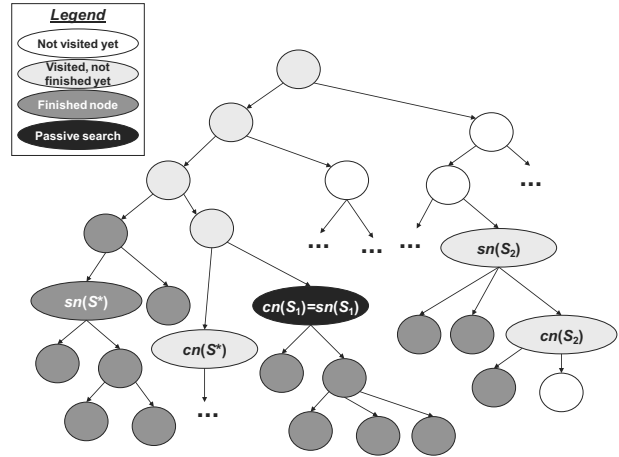 Legend
Not visited yet
Visited, not
finished yet
Finished node
Passive search
...
... ... ...
sn(S₂)
sn(S*)
cn(S₁)=sn(S₁)
cn(S₂)
cn(S*)
...